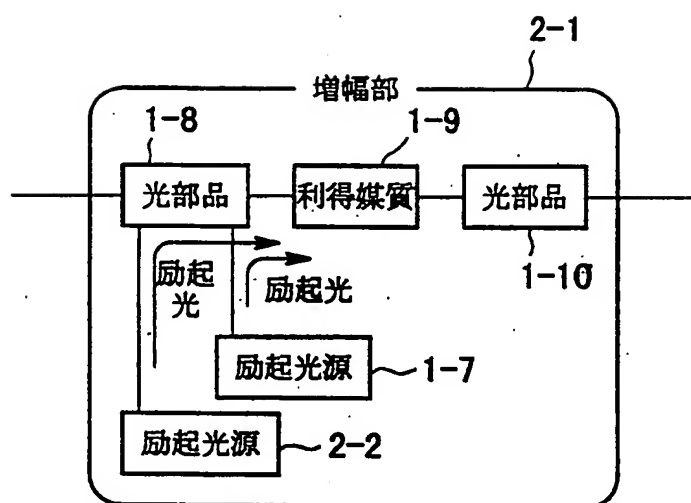 2-1
増幅部
1-8
1-9
光部品
利得媒質
光部品
1-10
励起
光
励起光
励起光源
1-7
励起光源
2-2